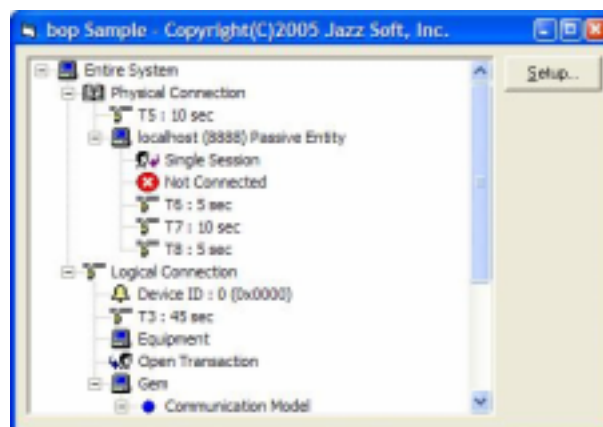 bop Sample - Copyright(C)2005 Jazz Soft, Inc.
Entire System
Setup...
Physical Connection
T5 : 10 sec
localhost (8888) Passive Entity
Single Session
Not Connected
T6 : 5 sec
T7 : 10 sec
T8 : 5 sec
Logical Connection
Device ID : 0 (0x0000)
T3 : 45 sec
Equipment
Open Transaction
Gem
Communication Model